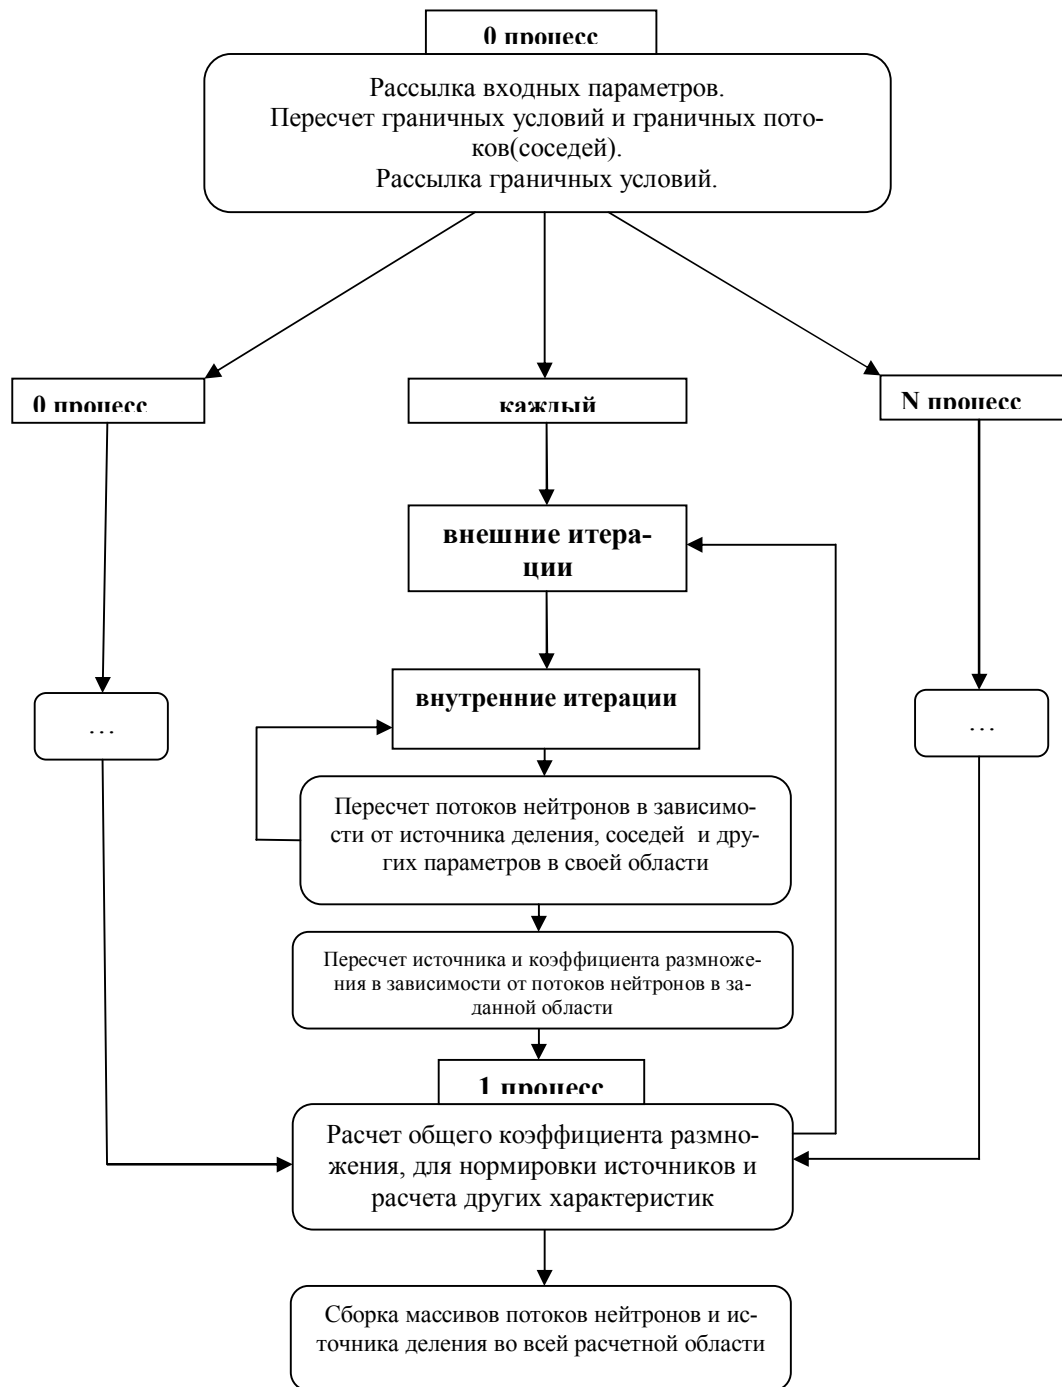 0 процесс
Рассылка входных параметров.
Пересчет граничных условий и граничных пото-
ков(соседей).
Рассылка граничных условий.
0 процесс
каждый
N процесс
внешние итера-
ции
внутренние итерации
...
...
Пересчет потоков нейтронов в зависимо-
сти от источника деления, соседей и дру-
гих параметров в своей области
Пересчет источника и коэффициента размноже-
ния в зависимости от потоков нейтронов в за-
данной области
1 процесс
Расчет общего коэффициента размно-
жения, для нормировки источников и
расчета других характеристик
Сборка массивов потоков нейтронов и ис-
точника деления во всей расчетной области